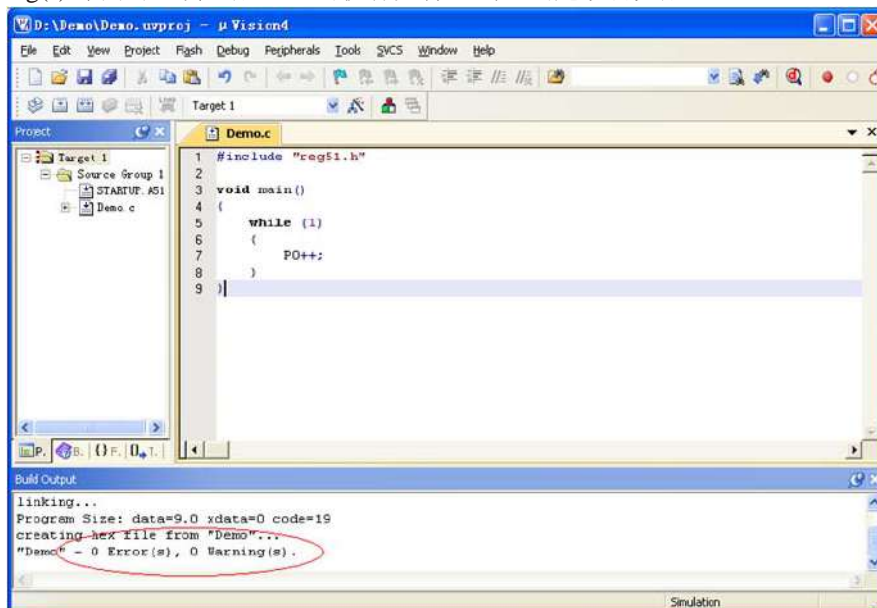 D:\Demo\Demo.uvproj - µVision4
File Edit View Project Flash Debug Peripherals Tools SVCS Window Help
Target 1
Project
Demo.c
Target 1
Source Group 1
STARTUP.A51
Demo.c
1 #include "reg51.h"
2
3 void main()
4 {
5 while (1)
6 {
7 P0++;
8 }
9 }
P. B. {} F. 0 T.
Build Output
linking...
Program Size: data=9.0 xdata=0 code=19
creating hex file from "Demo"...
"Demo" - 0 Error(s), 0 Warning(s).
Simulation